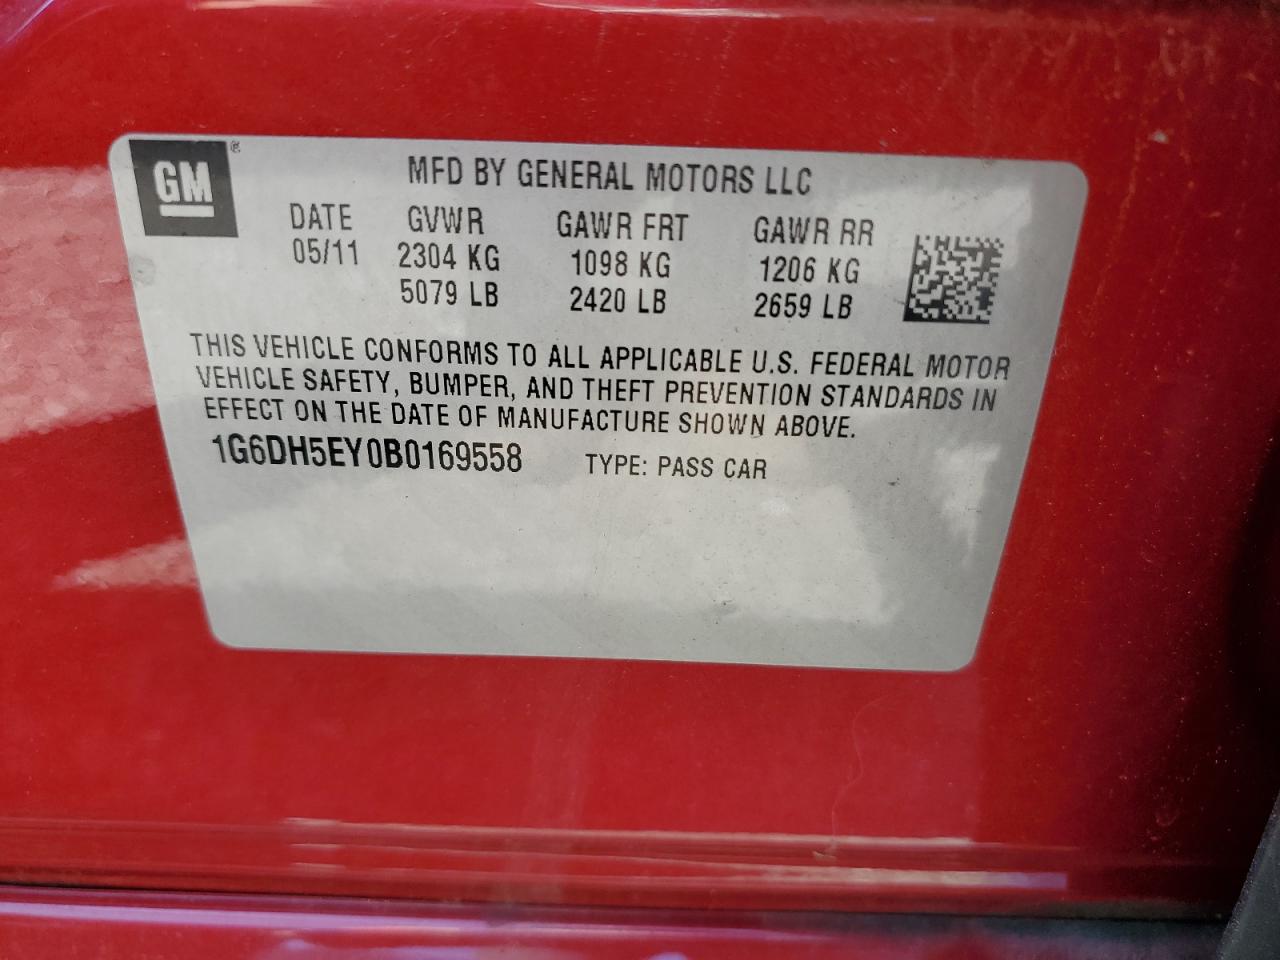 GM ®
MFD BY GENERAL MOTORS LLC
DATE GVWR GAWR FRT GAWR RR
05/11 2304 KG 1098 KG 1206 KG
5079 LB 2420 LB 2659 LB
THIS VEHICLE CONFORMS TO ALL APPLICABLE U.S. FEDERAL MOTOR
VEHICLE SAFETY, BUMPER, AND THEFT PREVENTION STANDARDS IN
EFFECT ON THE DATE OF MANUFACTURE SHOWN ABOVE.
1G6DH5EY0B0169558 TYPE: PASS CAR